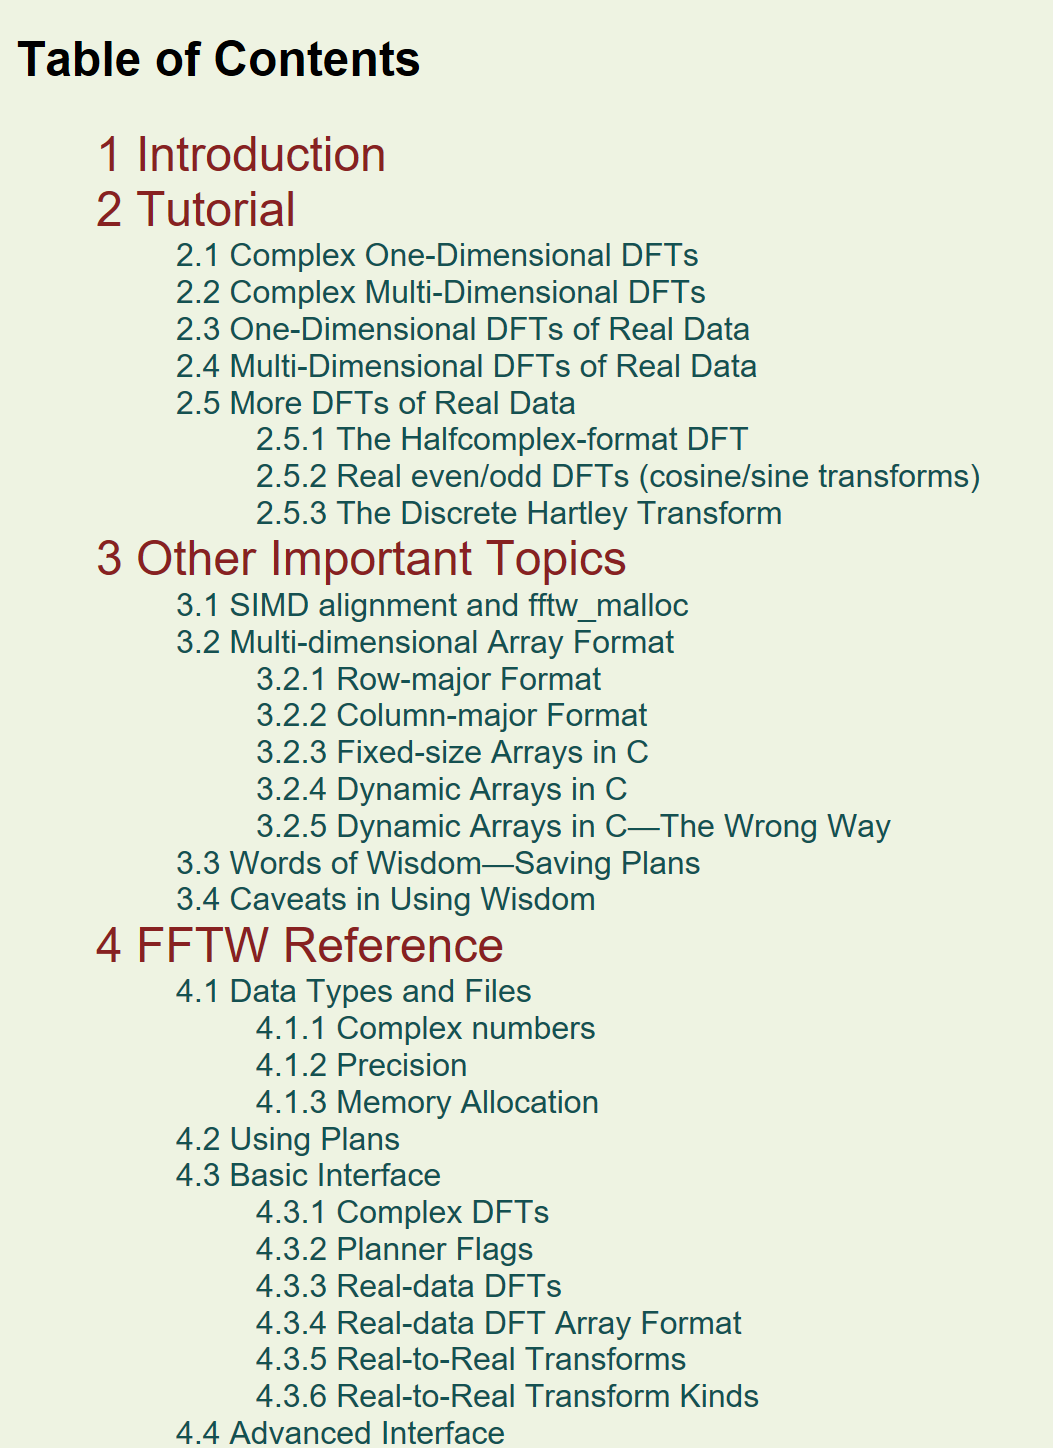 Table of Contents
1 Introduction
2 Tutorial
2.1 Complex One-Dimensional DFTs
2.2 Complex Multi-Dimensional DFTs
2.3 One-Dimensional DFTs of Real Data
2.4 Multi-Dimensional DFTs of Real Data
2.5 More DFTs of Real Data
2.5.1 The Halfcomplex-format DFT
2.5.2 Real even/odd DFTs (cosine/sine transforms)
2.5.3 The Discrete Hartley Transform
3 Other Important Topics
3.1 SIMD alignment and fftw_malloc
3.2 Multi-dimensional Array Format
3.2.1 Row-major Format
3.2.2 Column-major Format
3.2.3 Fixed-size Arrays in C
3.2.4 Dynamic Arrays in C
3.2.5 Dynamic Arrays in C—The Wrong Way
3.3 Words of Wisdom—Saving Plans
3.4 Caveats in Using Wisdom
4 FFTW Reference
4.1 Data Types and Files
4.1.1 Complex numbers
4.1.2 Precision
4.1.3 Memory Allocation
4.2 Using Plans
4.3 Basic Interface
4.3.1 Complex DFTs
4.3.2 Planner Flags
4.3.3 Real-data DFTs
4.3.4 Real-data DFT Array Format
4.3.5 Real-to-Real Transforms
4.3.6 Real-to-Real Transform Kinds
4.4 Advanced Interface